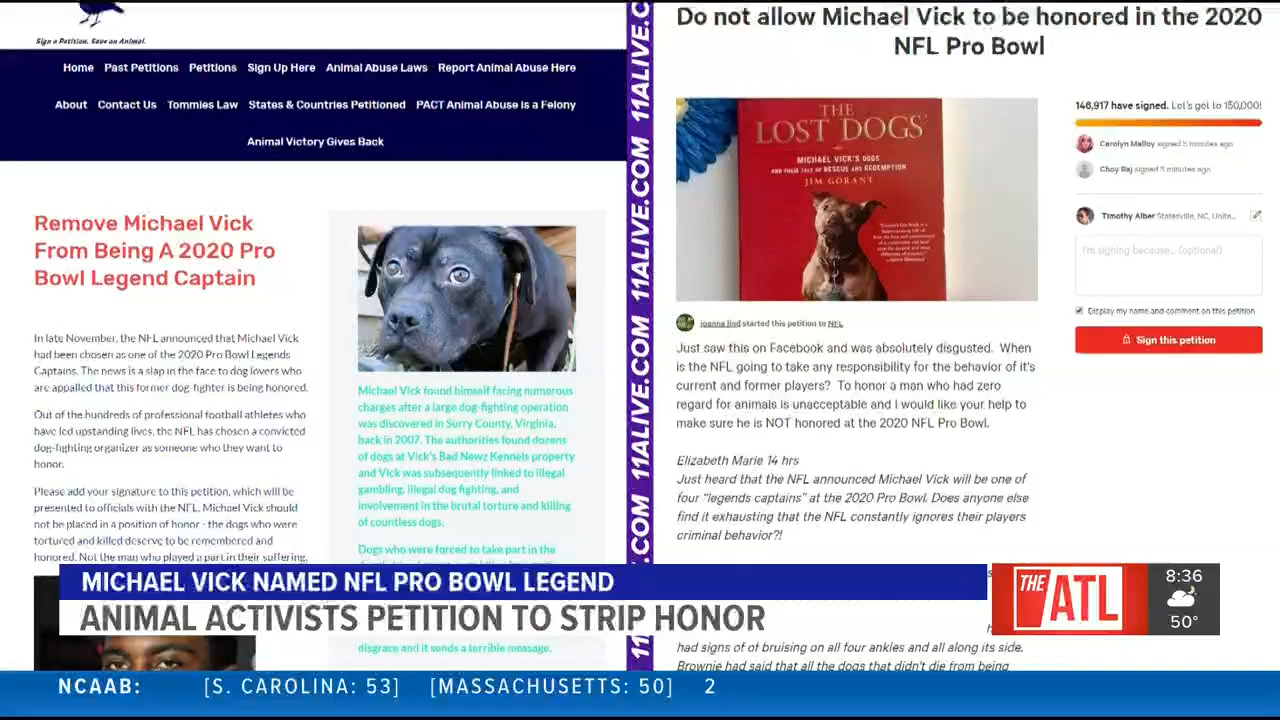 Sign a Petition. Save an Animal.
Home Past Petitions Petitions Sign Up Here Animal Abuse Laws Report Animal Abuse Here
About Contact Us Tommies Law States & Countries Petitioned PACT Animal Abuse is a Felony
Animal Victory Gives Back
Remove Michael Vick
From Being A 2020 Pro
Bowl Legend Captain
In late November, the NFL announced that Michael Vick
had been chosen as one of the 2020 Pro Bowl Legends
Captains. The news is a slap in the face to dog lovers who
are appalled that this former dog-fighter is being honored.
Out of the hundreds of professional football athletes who
have led upstanding lives, the NFL has chosen a convicted
dog-fighting organizer as someone who they want to
honor.
Please add your signature to this petition, which will be
presented to officials with the NFL. Michael Vick should
not be placed in a position of honor - the dogs who were
tortured and killed deserve to be remembered and
honored. Not the man who played a part in their suffering.
Michael Vick found himself facing numerous
charges after a large dog-fighting operation
was discovered in Surry County, Virginia,
back in 2007. The authorities found dozens
of dogs at Vick's Bad Newz Kennels property
and Vick was subsequently linked to illegal
gambling, illegal dog fighting, and
involvement in the brutal torture and killing
of countless dogs.
Dogs who were forced to take part in the
disgrace and it sends a terrible message.
.COM 11ALIVE.COM 11ALIVE.COM 11ALIVE.C
Do not allow Michael Vick to be honored in the 2020
NFL Pro Bowl
THE
LOST DOGS
MICHAEL VICK'S DOGS
AND THEIR TALE OF RESCUE AND REDEMPTION
JIM GORANT
146,917 have signed. Let's get to 150,000!
Carolyn Malloy signed 5 minutes ago
Choy Raj signed 5 minutes ago
Timothy Alber Statesville, NC, Unite...
I'm signing because... (optional)
Display my name and comment on this petition
Sign this petition
joanna lind started this petition to NFL
Just saw this on Facebook and was absolutely disgusted. When
is the NFL going to take any responsibility for the behavior of it's
current and former players? To honor a man who had zero
regard for animals is unacceptable and I would like your help to
make sure he is NOT honored at the 2020 NFL Pro Bowl.
Elizabeth Marie 14 hrs
Just heard that the NFL announced Michael Vick will be one of
four "legends captains" at the 2020 Pro Bowl. Does anyone else
find it exhausting that the NFL constantly ignores their players
criminal behavior?!
had signs of of bruising on all four ankles and all along its side.
Brownie had said that all the dogs that didn't die from being
MICHAEL VICK NAMED NFL PRO BOWL LEGEND
ANIMAL ACTIVISTS PETITION TO STRIP HONOR
THE
ATL
8:36
50°
NCAAB: [S. CAROLINA: 53] [MASSACHUSETTS: 50] 2